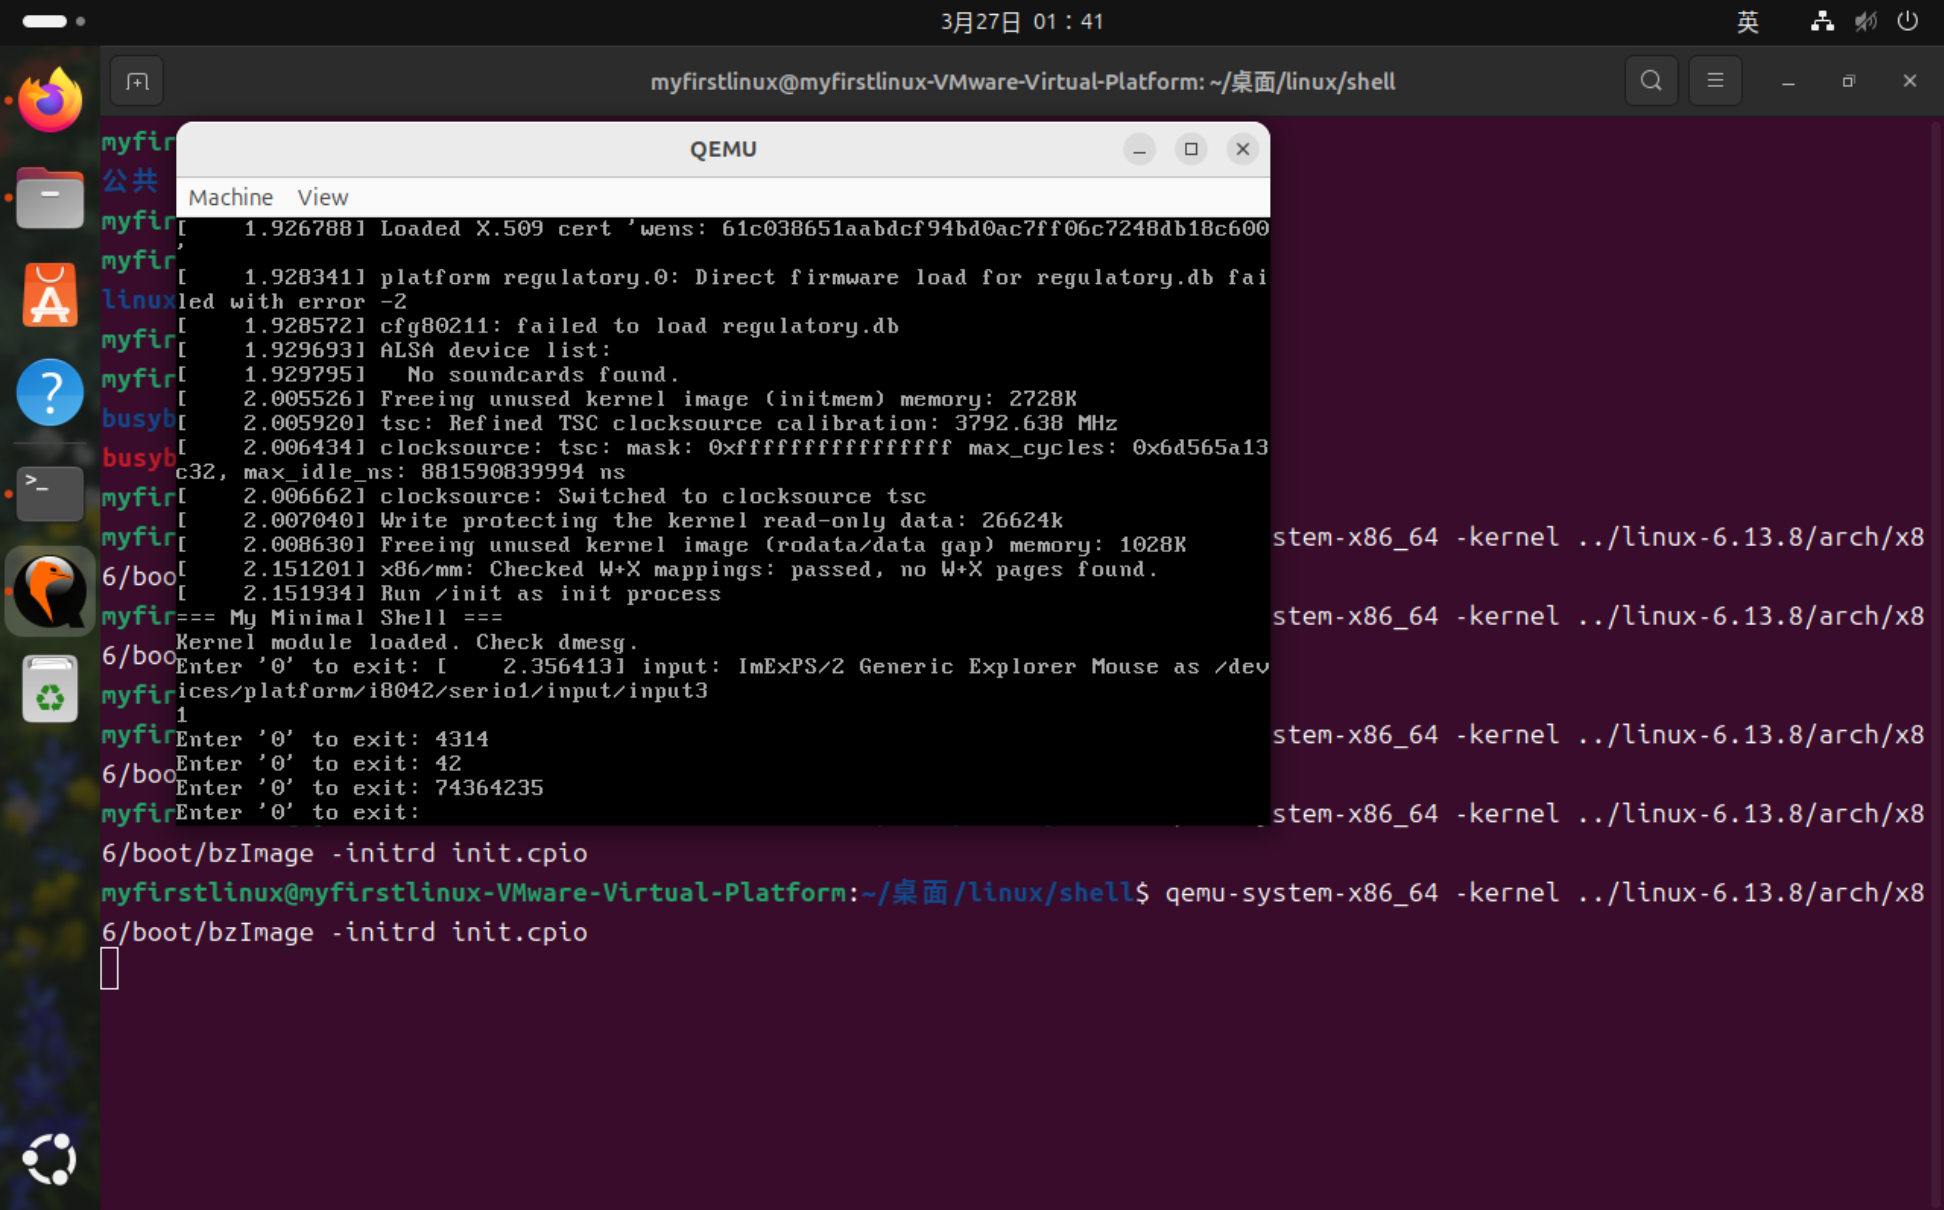 3月27日 01：41
英
myfirstlinux@myfirstlinux-VMware-Virtual-Platform: ~/桌面/linux/shell
myfir
公共
myfir
myfir
linux
myfir
myfir
busyb
busyb
myfir
myfir
stem-x86_64 -kernel ../linux-6.13.8/arch/x8
6/boo
myfir
stem-x86_64 -kernel ../linux-6.13.8/arch/x8
6/boo
myfir
myfir
stem-x86_64 -kernel ../linux-6.13.8/arch/x8
6/boo
myfir
stem-x86_64 -kernel ../linux-6.13.8/arch/x8
QEMU
Machine View
[    1.926788] Loaded X.509 cert 'wens: 61c038651aabdcf94bd0ac7ff06c7248db18c600
'
[    1.928341] platform regulatory.0: Direct firmware load for regulatory.db fai
led with error -2
[    1.928572] cfg80211: failed to load regulatory.db
[    1.929693] ALSA device list:
[    1.929795]   No soundcards found.
[    2.005526] Freeing unused kernel image (initmem) memory: 2728K
[    2.005920] tsc: Refined TSC clocksource calibration: 3792.638 MHz
[    2.006434] clocksource: tsc: mask: 0xffffffffffffffff max_cycles: 0x6d565a13
c32, max_idle_ns: 881590839994 ns
[    2.006662] clocksource: Switched to clocksource tsc
[    2.007040] Write protecting the kernel read-only data: 26624k
[    2.008630] Freeing unused kernel image (rodata/data gap) memory: 1028K
[    2.151201] x86/mm: Checked W+X mappings: passed, no W+X pages found.
[    2.151934] Run /init as init process
=== My Minimal Shell ===
Kernel module loaded. Check dmesg.
Enter '0' to exit: [    2.356413] input: ImExPS/2 Generic Explorer Mouse as /dev
ices/platform/i8042/serio1/input/input3
1
Enter '0' to exit: 4314
Enter '0' to exit: 42
Enter '0' to exit: 74364235
Enter '0' to exit:
6/boot/bzImage -initrd init.cpio
myfirstlinux@myfirstlinux-VMware-Virtual-Platform:~/桌面/linux/shell$ qemu-system-x86_64 -kernel ../linux-6.13.8/arch/x8
6/boot/bzImage -initrd init.cpio